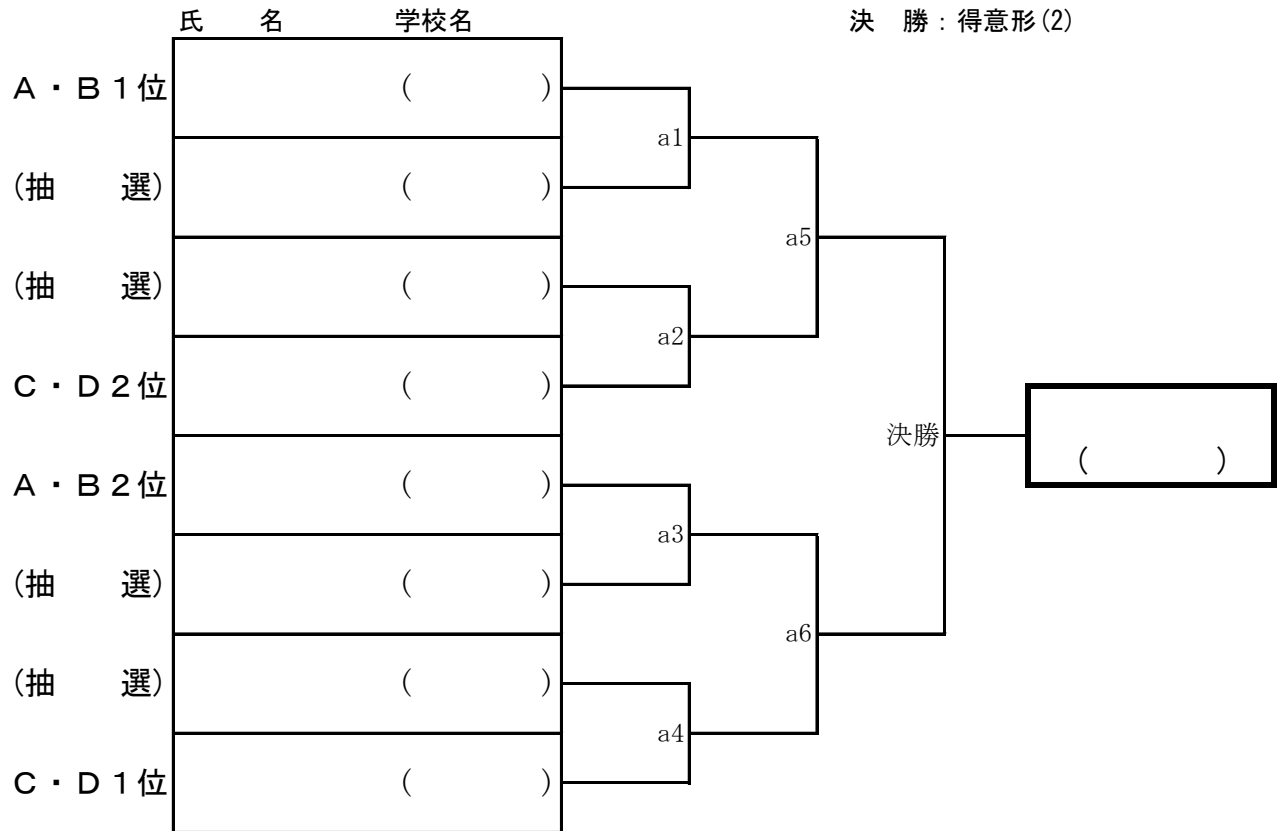 氏　名　学校名　決　勝：得意形(2)
A・B1位　(　)
a1
(抽　選)　(　)
a5
(抽　選)　(　)
a2
C・D2位　(　)
決勝
(　)
A・B2位　(　)
a3
(抽　選)　(　)
a6
(抽　選)　(　)
a4
C・D1位　(　)